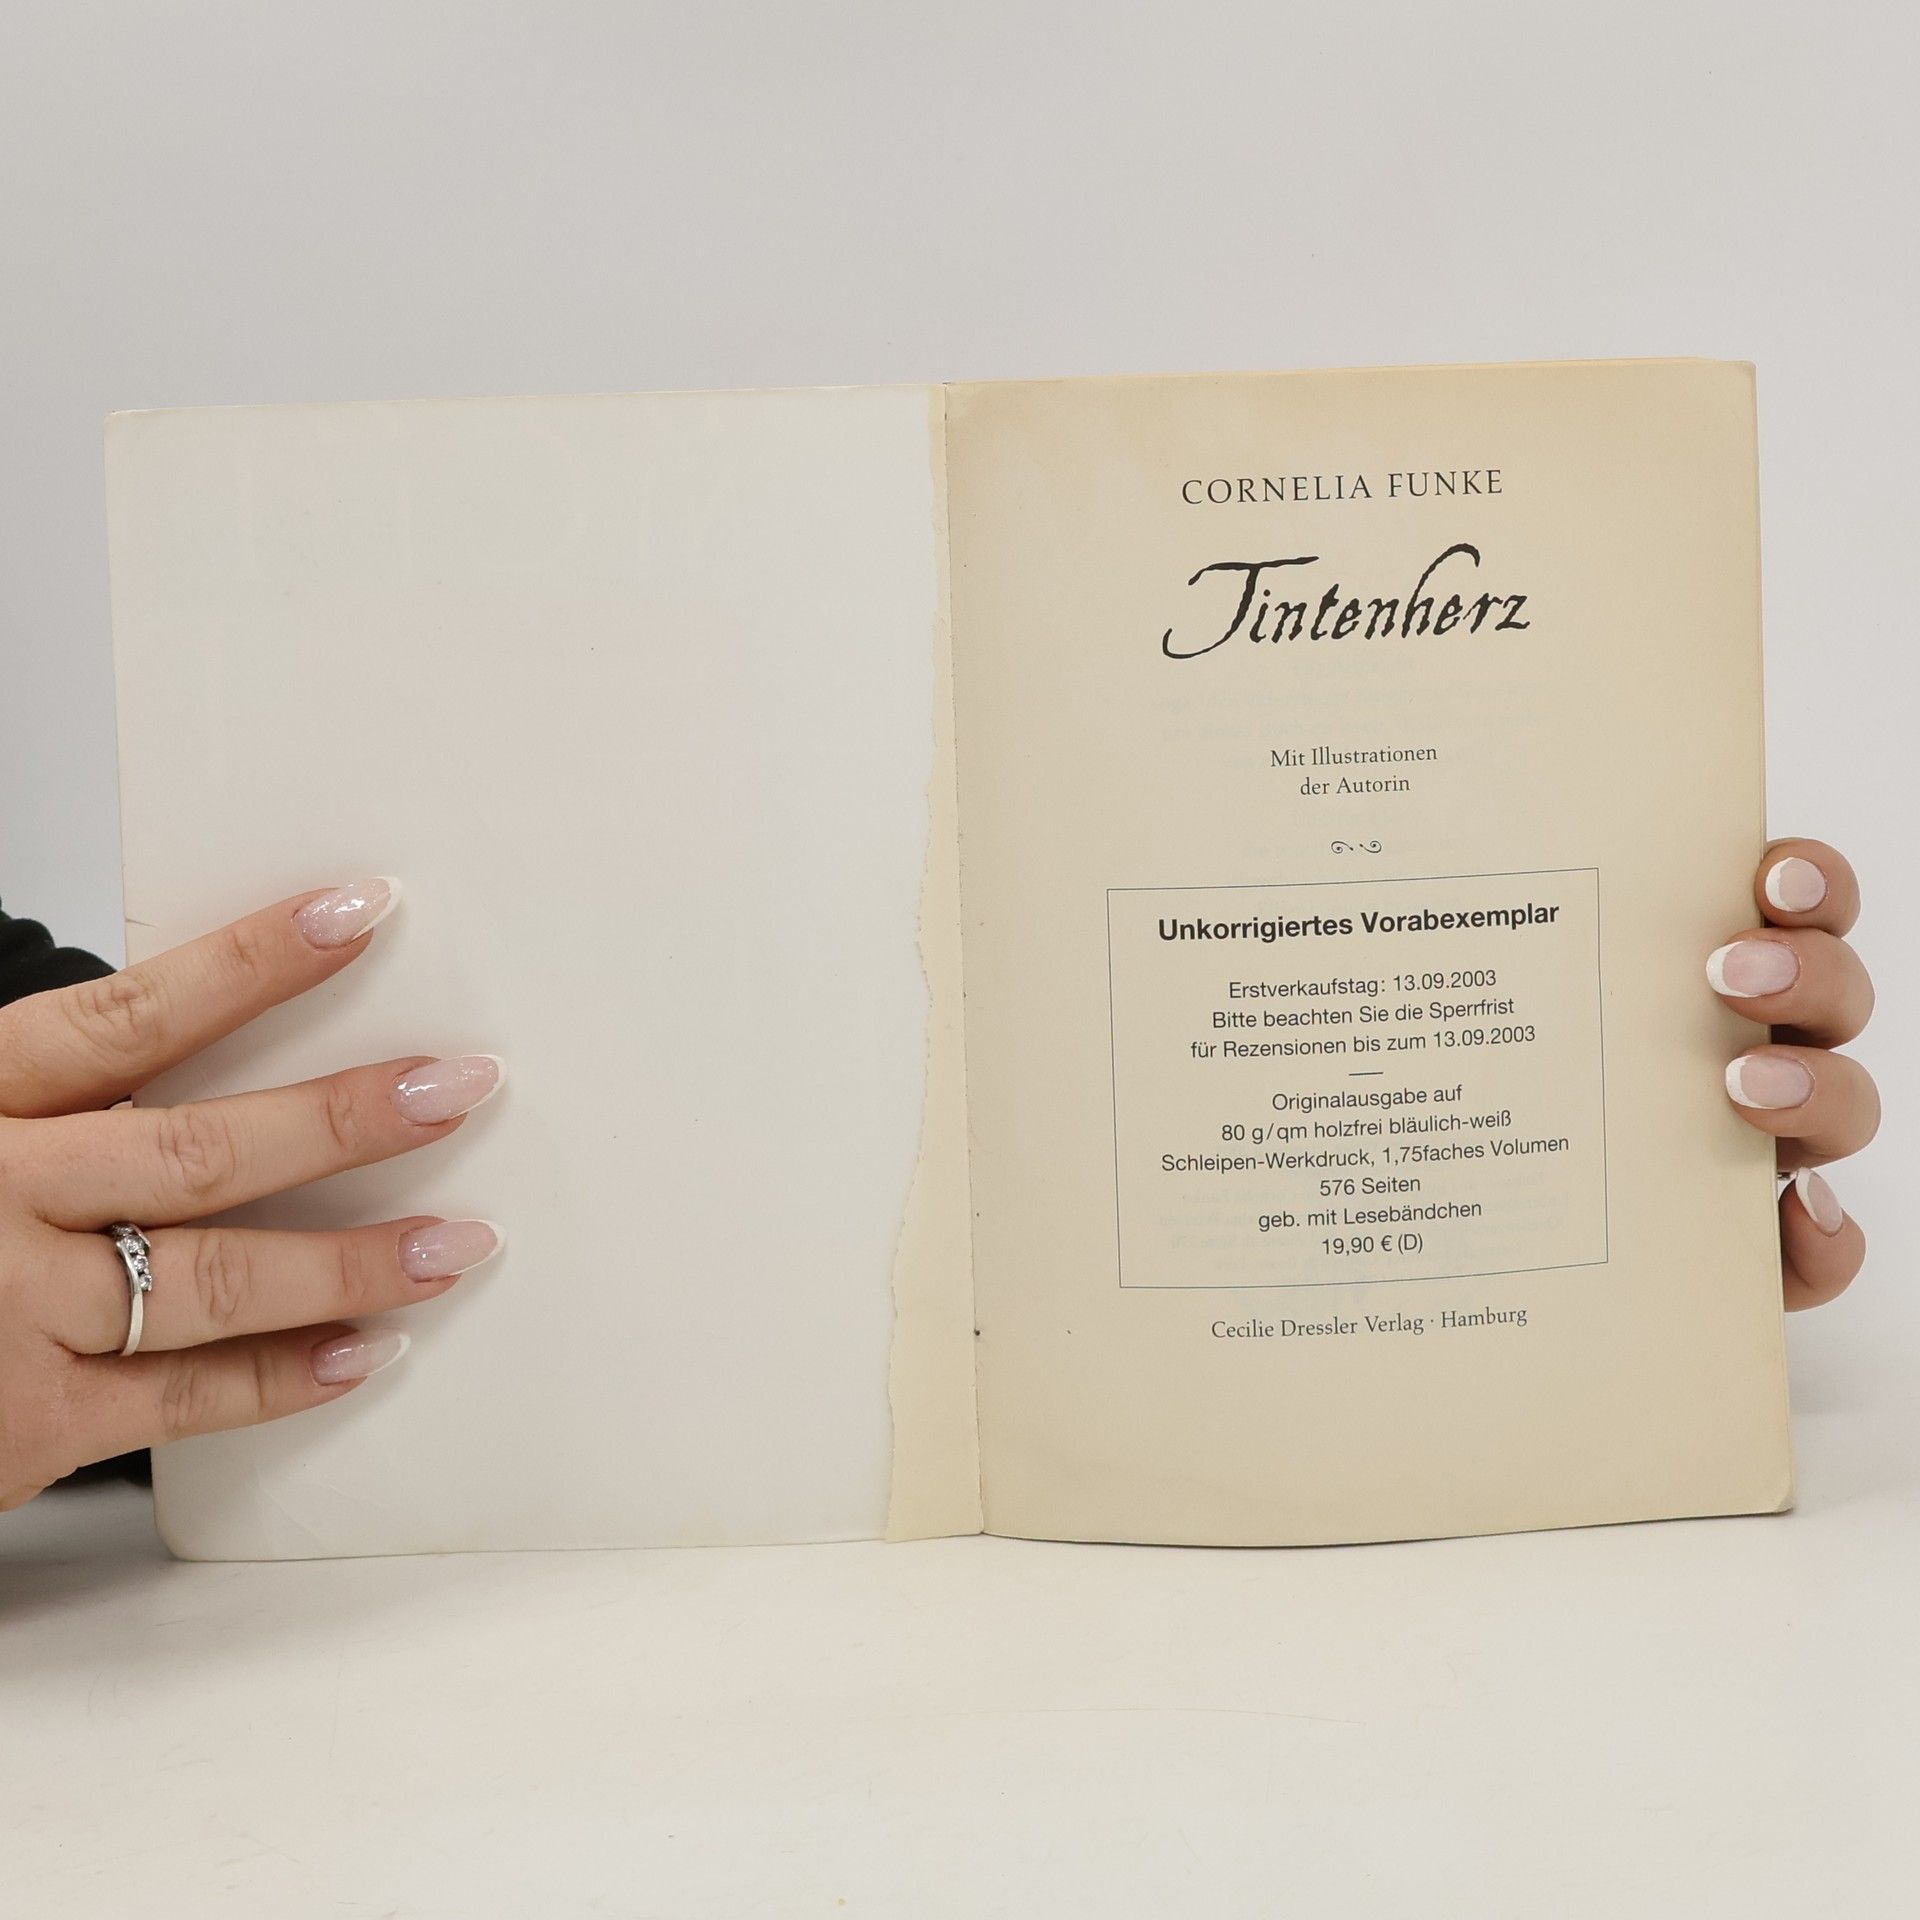 CORNELIA FUNKE
Tintenherz
Mit Illustrationen
der Autorin
Unkorrigiertes Vorabexemplar
Erstverkaufstag: 13.09.2003
Bitte beachten Sie die Sperrfrist
für Rezensionen bis zum 13.09.2003
Originalausgabe auf
80 g/qm holzfrei bläulich-weiß
Schleipen-Werkdruck, 1,75faches Volumen
576 Seiten
geb. mit Lesebändchen
19,90 € (D)
Cecilie Dressler Verlag · Hamburg